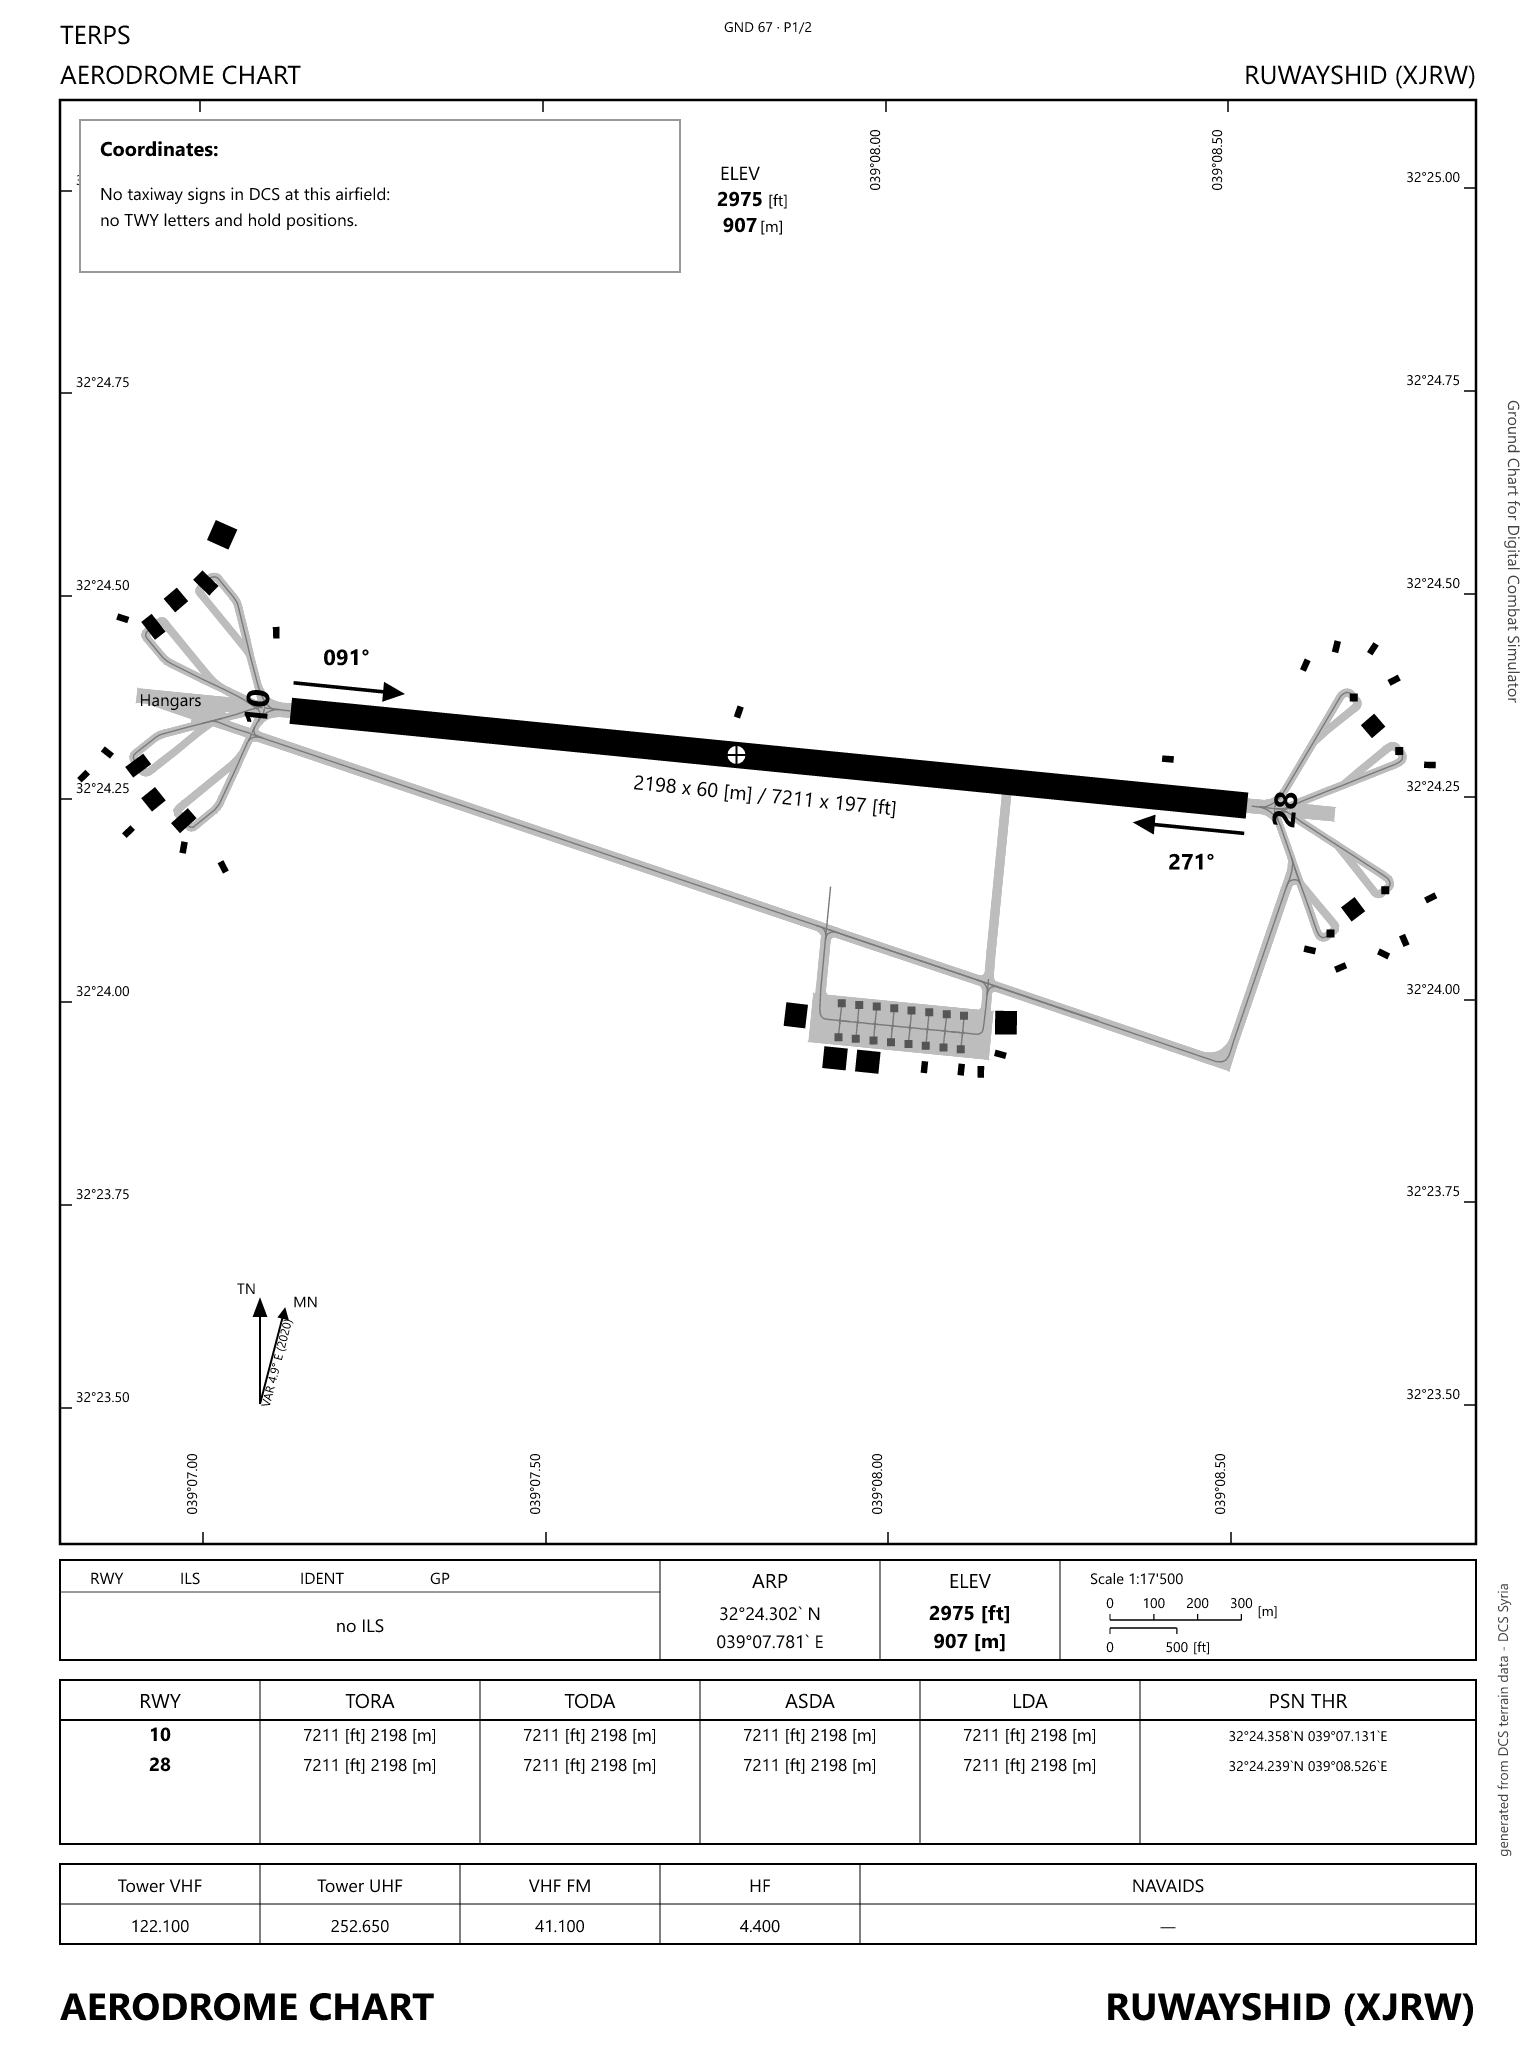 GND 67 · P1/2
TERPS
AERODROME CHART
RUWAYSHID (XJRW)
Coordinates:
No taxiway signs in DCS at this airfield:
no TWY letters and hold positions.
ELEV
2975 [ft]
907 [m]
039°08.00
039°08.50
32°25.00
32°24.75
32°24.75
32°24.50
32°24.50
091°
Hangars
10
2198 x 60 [m] / 7211 x 197 [ft]
28
32°24.25
32°24.25
271°
32°24.00
32°24.00
32°23.75
32°23.75
TN
MN
VAR 4.9° E (2020)
32°23.50
32°23.50
039°07.00
039°07.50
039°08.00
039°08.50
Ground Chart for Digital Combat Simulator
RWY ILS IDENT GP
no ILS
ARP
32°24.302` N
039°07.781` E
ELEV
2975 [ft]
907 [m]
Scale 1:17'500
0 100 200 300 [m]
0 500 [ft]
RWY TORA TODA ASDA LDA PSN THR
10 7211 [ft] 2198 [m] 7211 [ft] 2198 [m] 7211 [ft] 2198 [m] 7211 [ft] 2198 [m] 32°24.358`N 039°07.131`E
28 7211 [ft] 2198 [m] 7211 [ft] 2198 [m] 7211 [ft] 2198 [m] 7211 [ft] 2198 [m] 32°24.239`N 039°08.526`E
generated from DCS terrain data - DCS Syria
Tower VHF Tower UHF VHF FM HF NAVAIDS
122.100 252.650 41.100 4.400 —
AERODROME CHART
RUWAYSHID (XJRW)